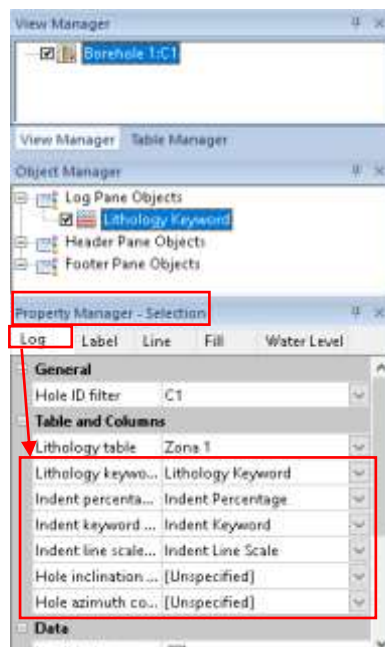 View Manager
Borehole 1:C1
View Manager Table Manager
Object Manager
Log Pane Objects
Lithology Keyword
Header Pane Objects
Footer Pane Objects
Property Manager - Selection
Log Label Line Fill Water Level
General
Hole ID filter C1
Table and Columns
Lithology table Zona 1
Lithology keywo... Lithology Keyword
Indent percenta... Indent Percentage
Indent keyword ... Indent Keyword
Indent line scale... Indent Line Scale
Hole inclination ... [Unspecified]
Hole azimuth co... [Unspecified]
Data